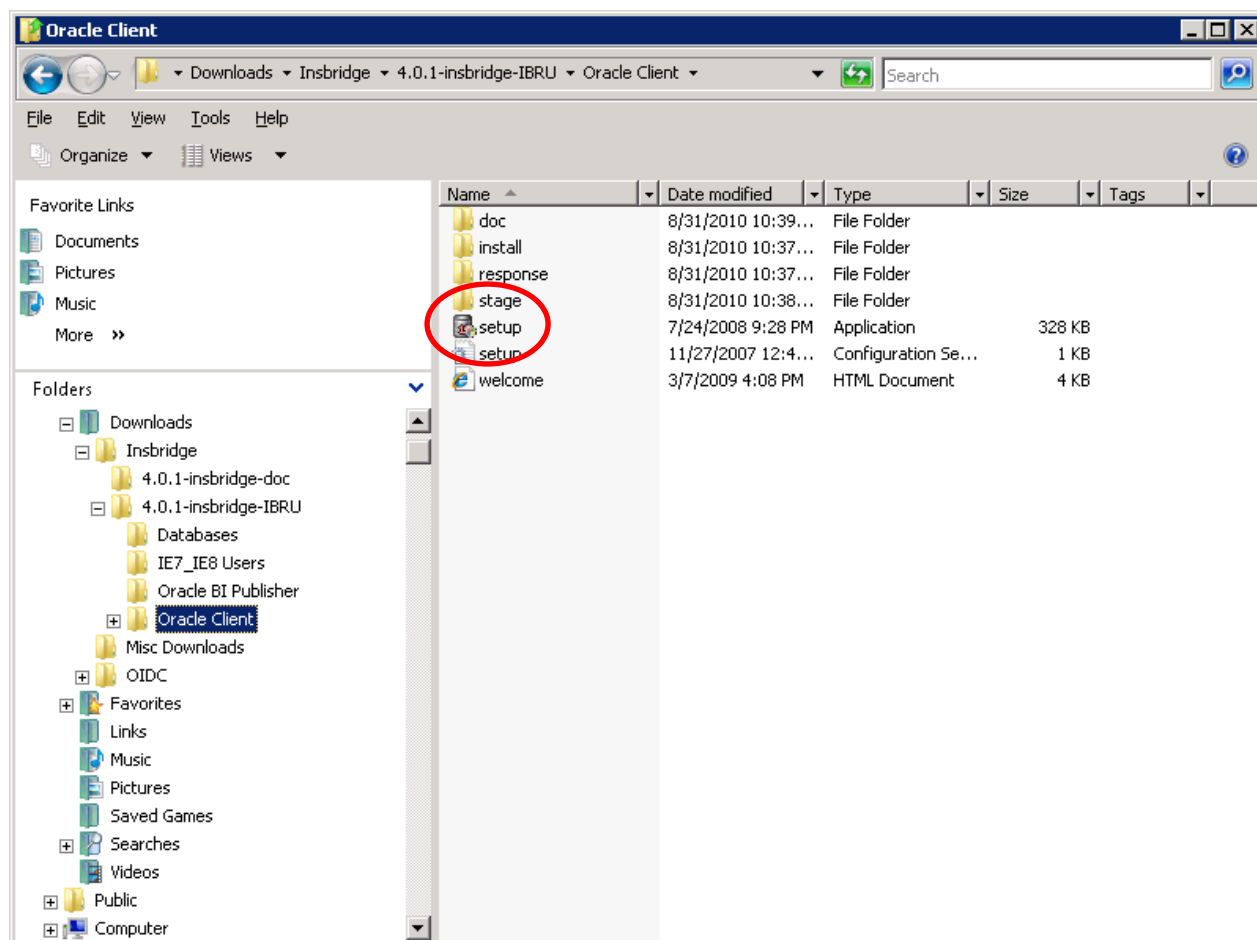 Oracle Client
Downloads Insbridge 4.0.1-insbridge-IBRU Oracle Client Search
File Edit View Tools Help
Organize Views
Favorite Links
Documents
Pictures
Music
More »
Folders
Downloads
Insbridge
4.0.1-insbridge-doc
4.0.1-insbridge-IBRU
Databases
IE7_IE8 Users
Oracle BI Publisher
Oracle Client
Misc Downloads
OIDC
Favorites
Links
Music
Pictures
Saved Games
Searches
Videos
Public
Computer
Name Date modified Type Size Tags
doc 8/31/2010 10:39... File Folder
install 8/31/2010 10:37... File Folder
response 8/31/2010 10:37... File Folder
stage 8/31/2010 10:38... File Folder
setup 7/24/2008 9:28 PM Application 328 KB
setup 11/27/2007 12:4... Configuration Se... 1 KB
welcome 3/7/2009 4:08 PM HTML Document 4 KB